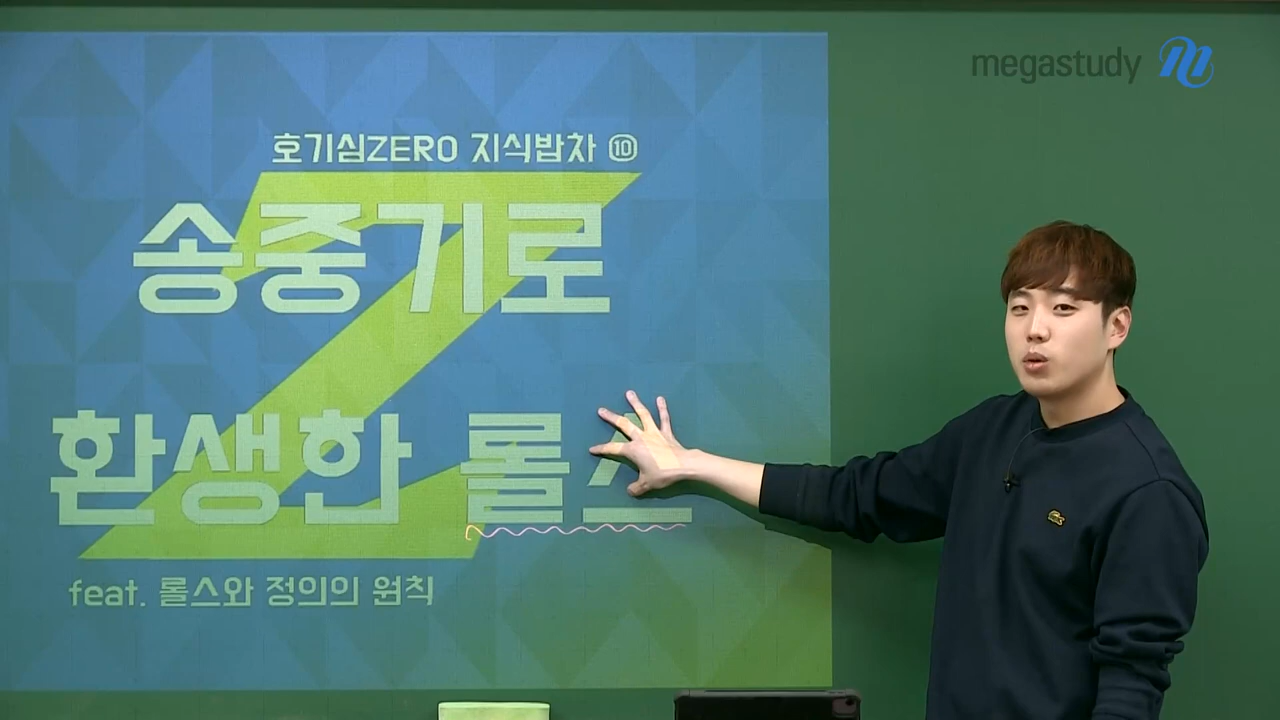 megastudy
호기심ZERO 지식밥차 ⑩
송중기로
환생한 롤스
feat. 롤스와 정의의 원칙